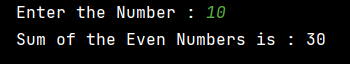 Enter the Number : 10
Sum of the Even Numbers is : 30